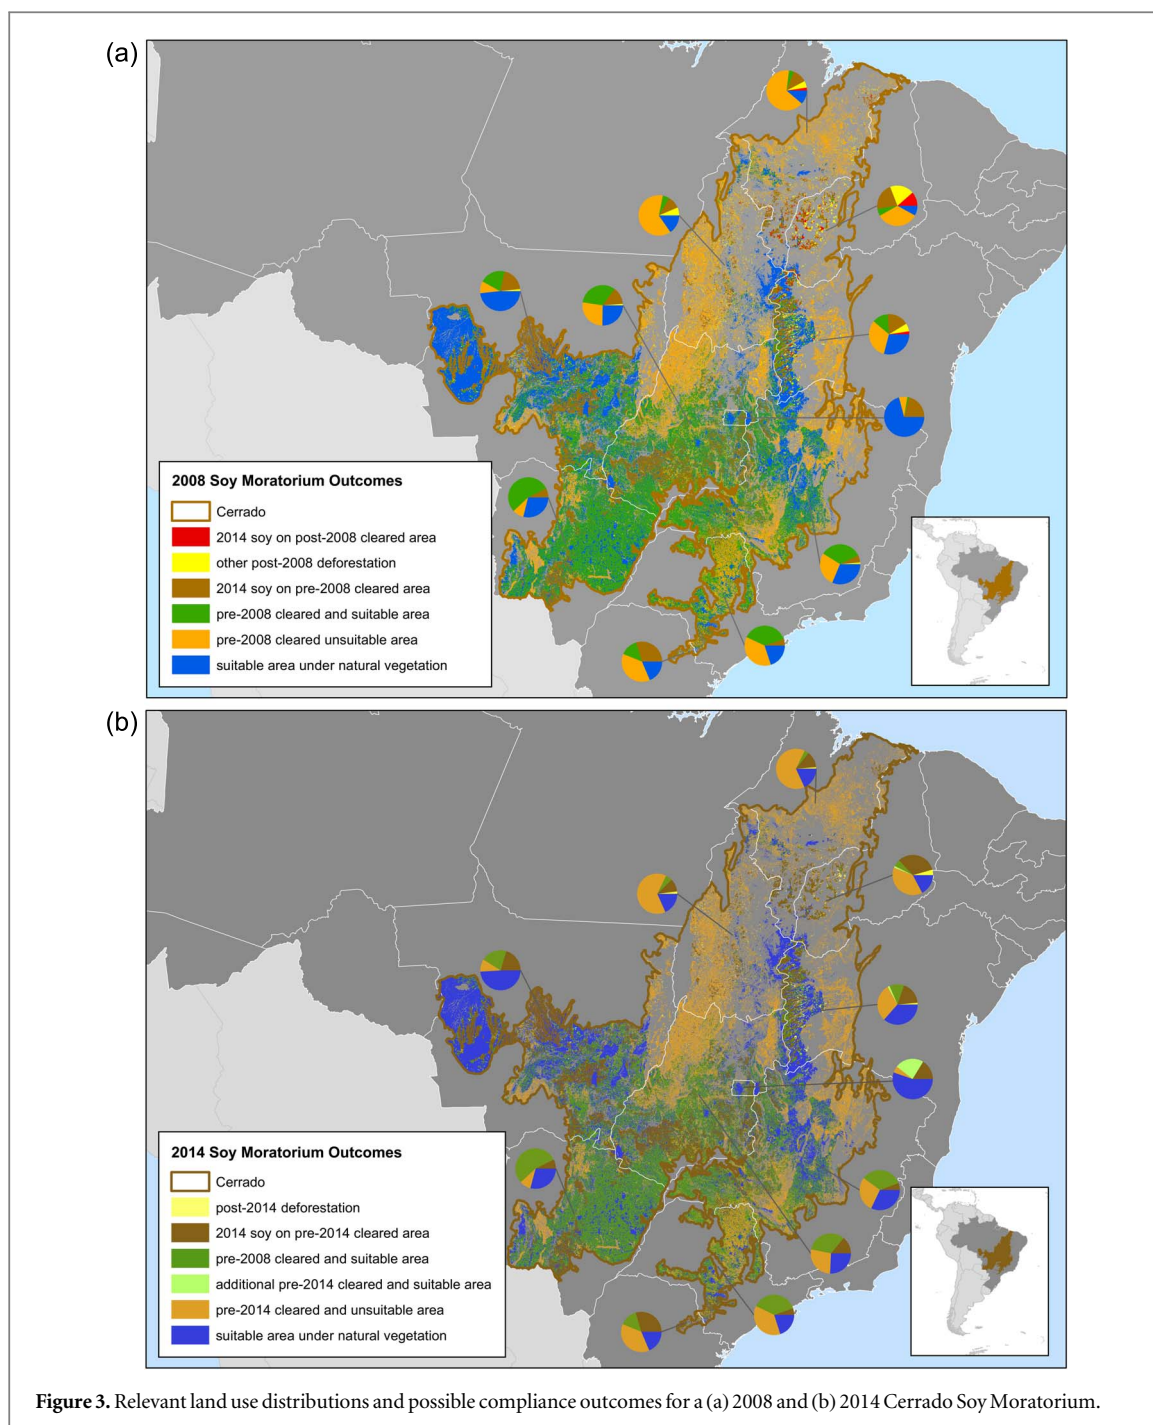 (a)
2008 Soy Moratorium Outcomes
Cerrado
2014 soy on post-2008 cleared area
other post-2008 deforestation
2014 soy on pre-2008 cleared area
pre-2008 cleared and suitable area
pre-2008 cleared unsuitable area
suitable area under natural vegetation
(b)
2014 Soy Moratorium Outcomes
Cerrado
post-2014 deforestation
2014 soy on pre-2014 cleared area
pre-2008 cleared and suitable area
additional pre-2014 cleared and suitable area
pre-2014 cleared and unsuitable area
suitable area under natural vegetation
Figure 3. Relevant land use distributions and possible compliance outcomes for a (a) 2008 and (b) 2014 Cerrado Soy Moratorium.